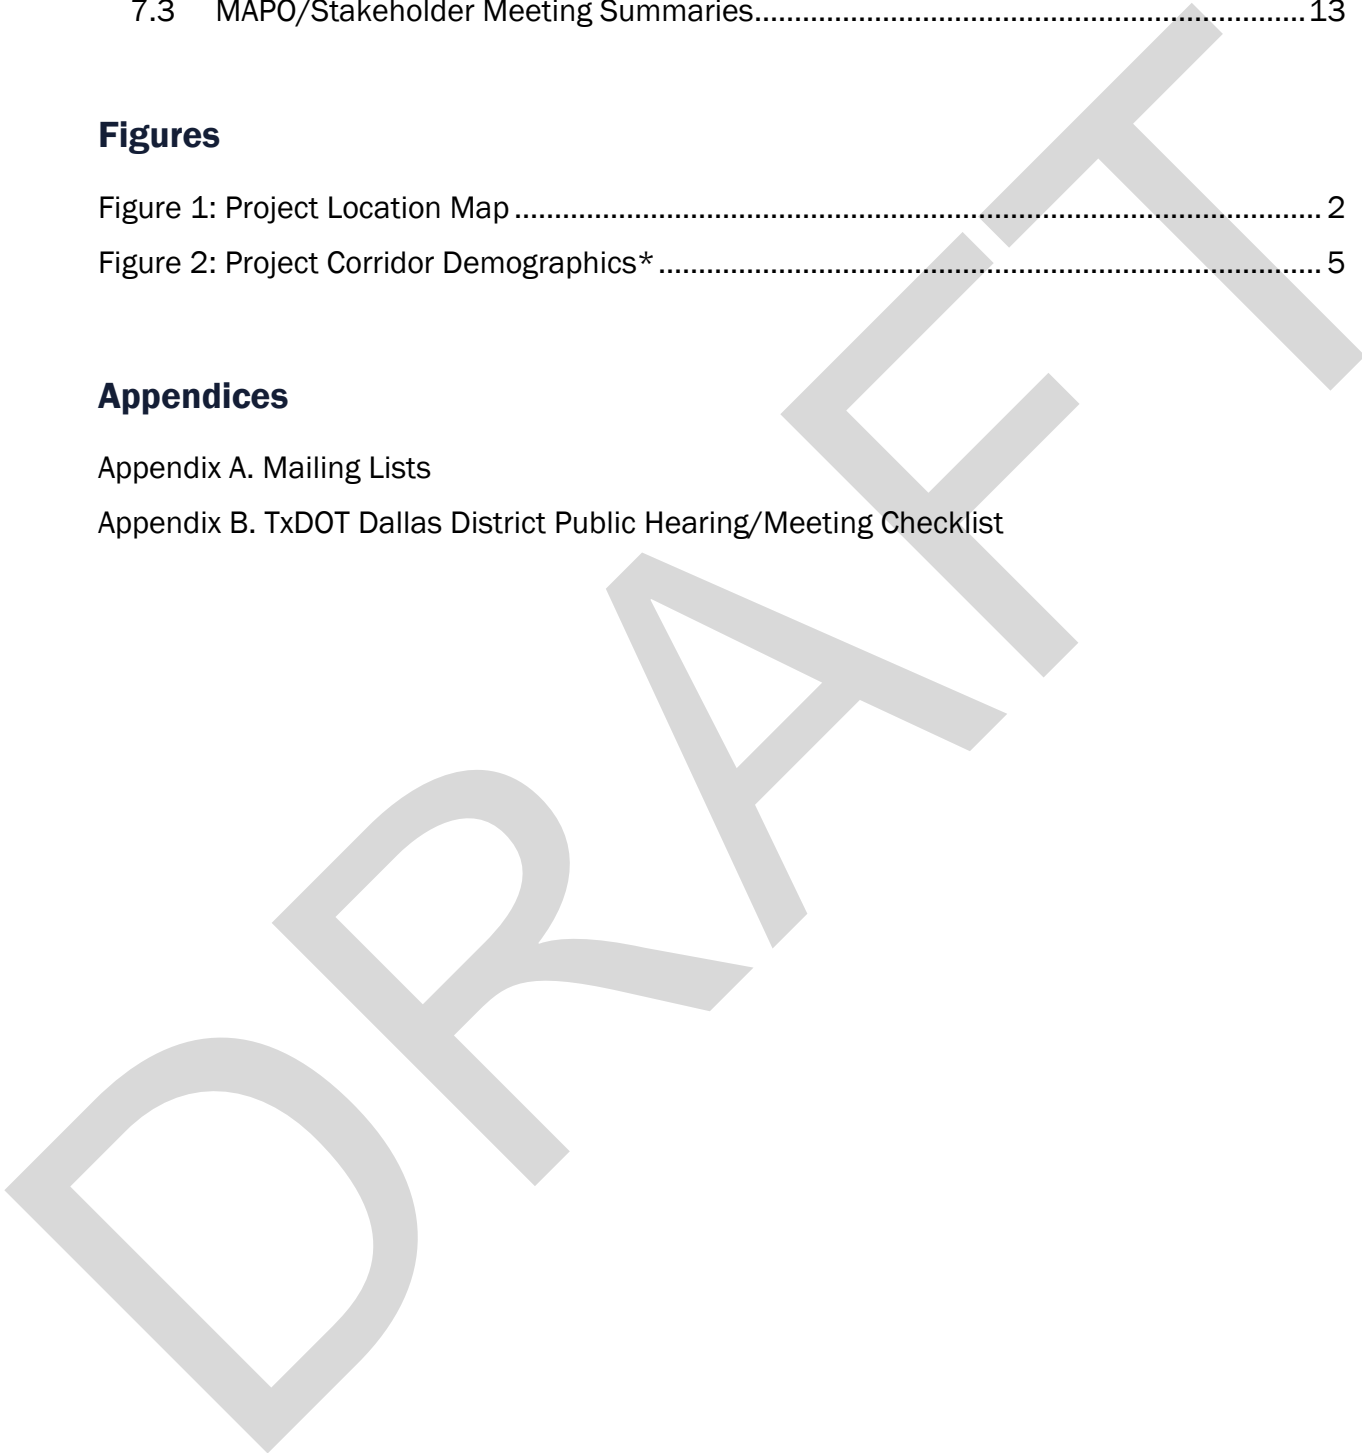 7.3 MAPO/Stakeholder Meeting Summaries..........................................................................13
Figures
Figure 1: Project Location Map.......................................................................................................... 2
Figure 2: Project Corridor Demographics*....................................................................................... 5
Appendices
Appendix A. Mailing Lists
Appendix B. TxDOT Dallas District Public Hearing/Meeting Checklist
DRAFT